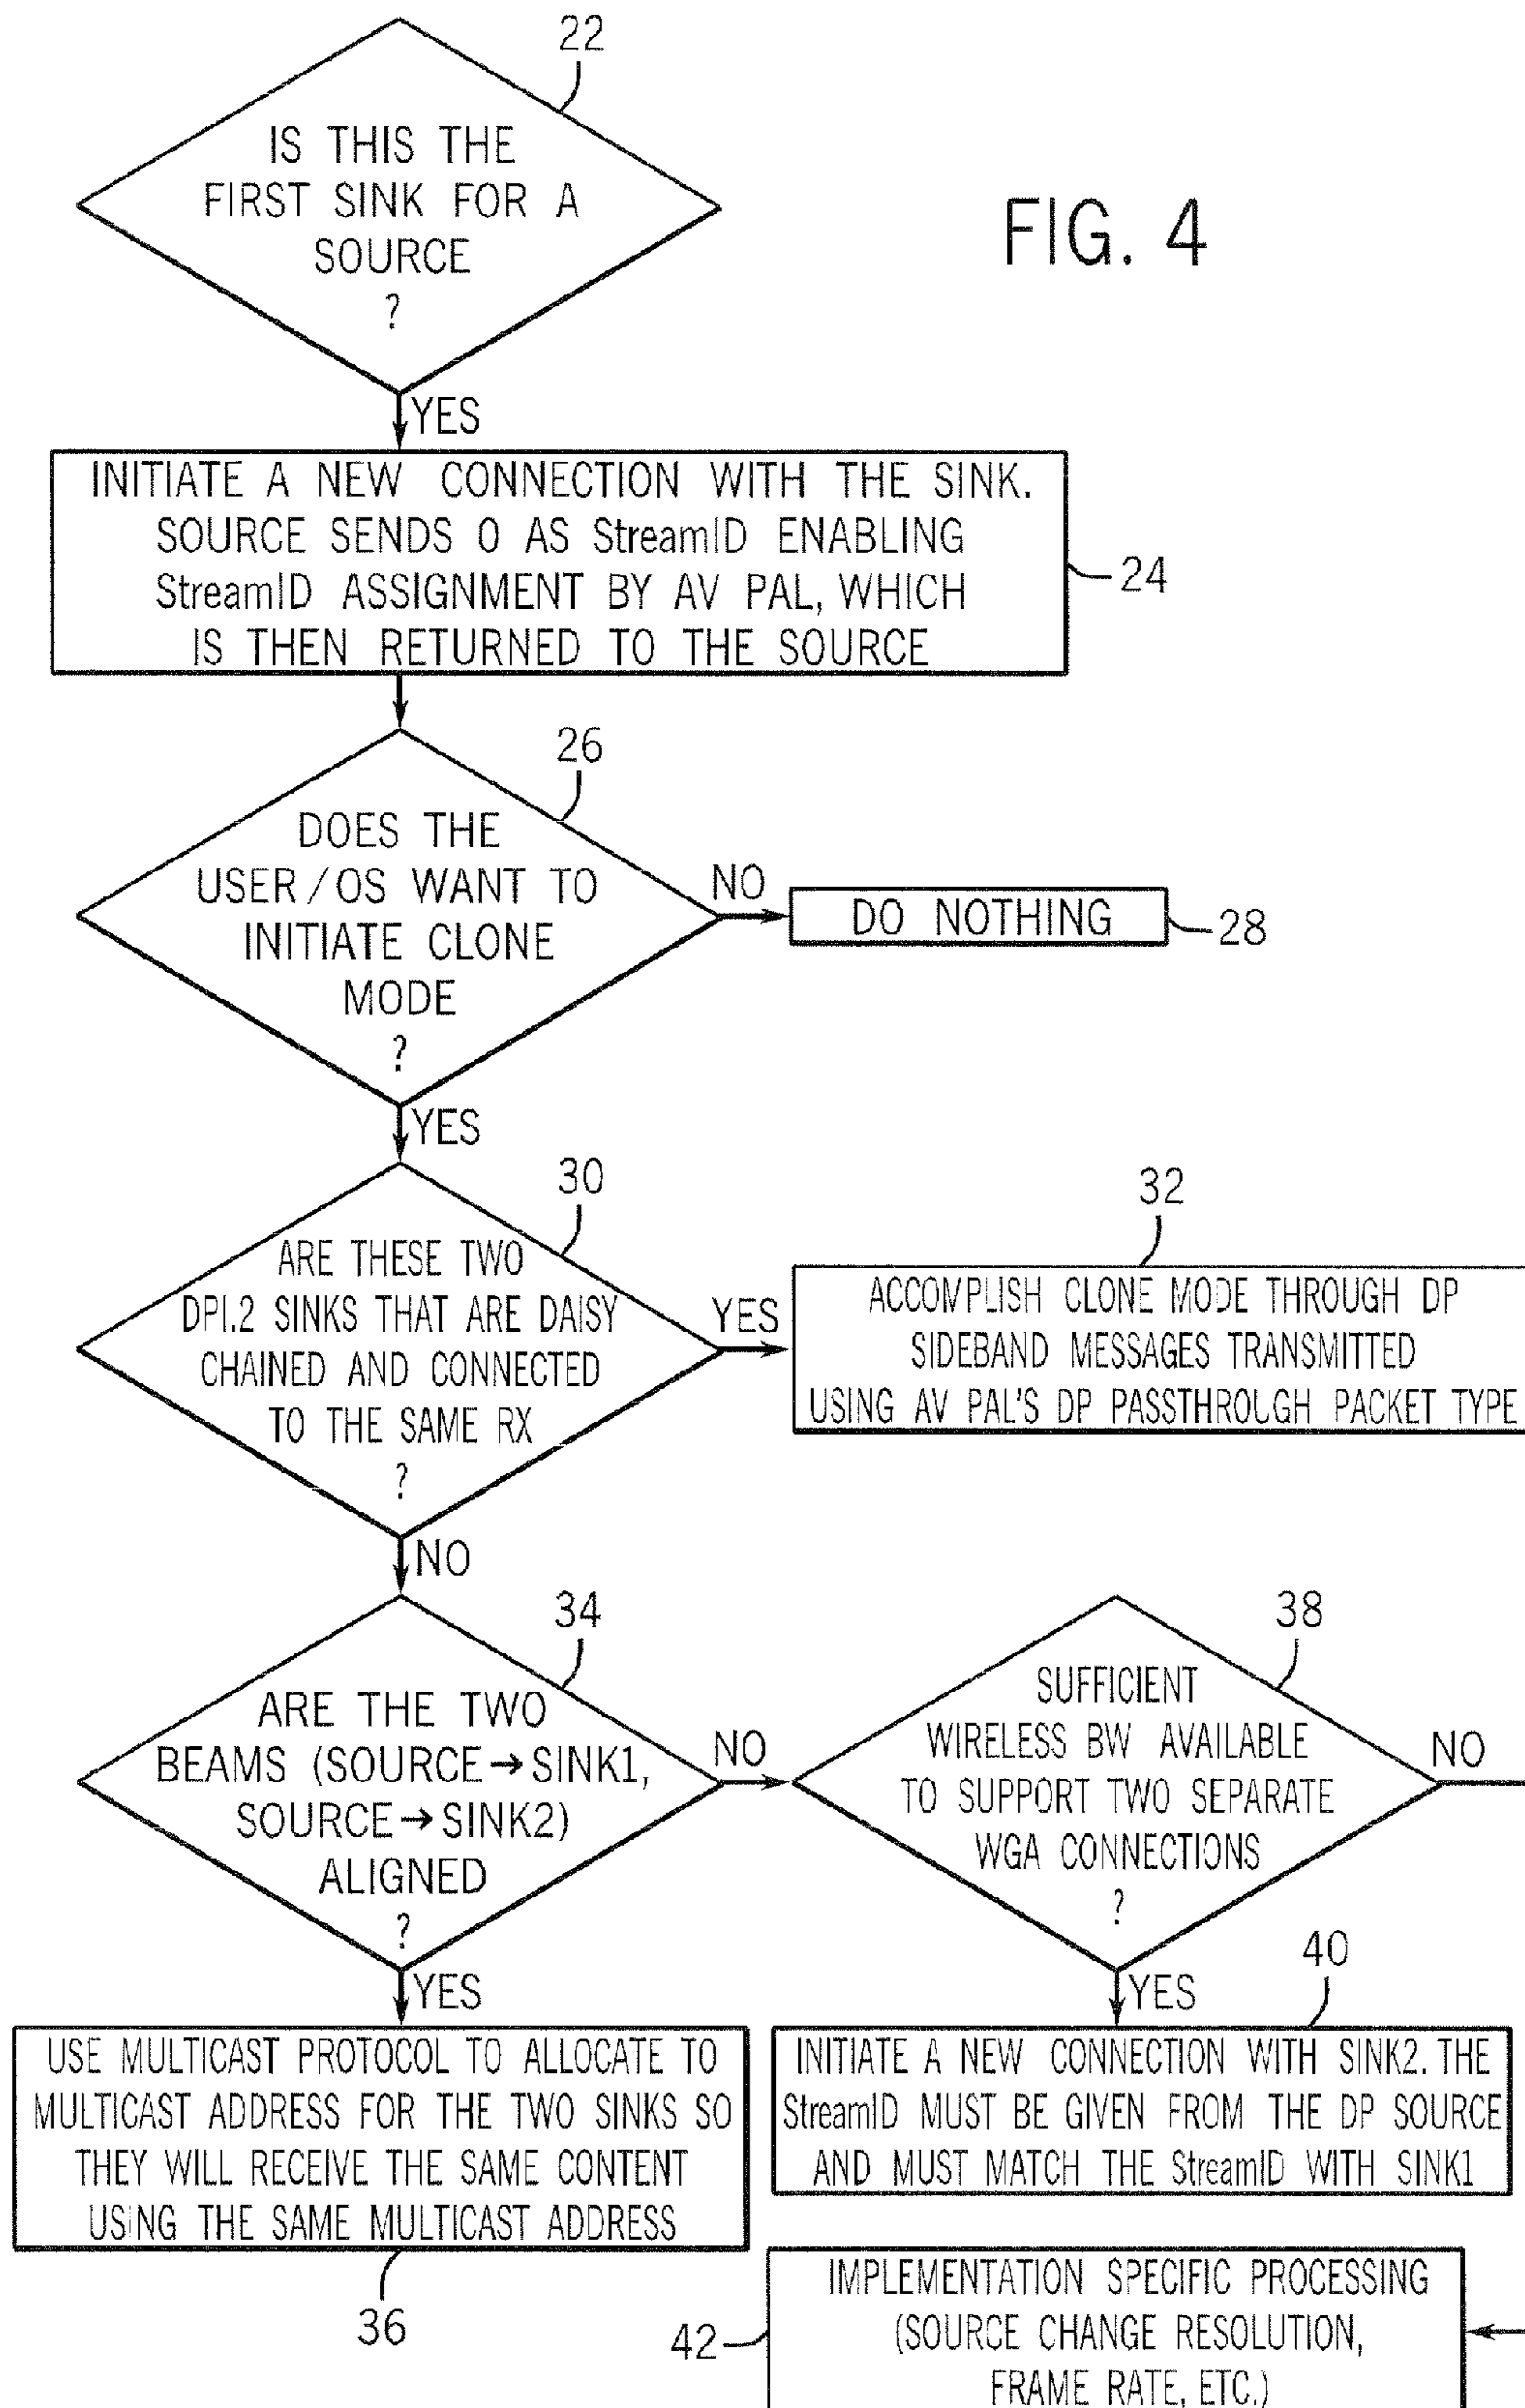 22
IS THIS THE
FIRST SINK FOR A
SOURCE
?
FIG. 4
YES
INITIATE A NEW CONNECTION WITH THE SINK.
SOURCE SENDS 0 AS StreamID ENABLING
StreamID ASSIGNMENT BY AV PAL, WHICH
IS THEN RETURNED TO THE SOURCE
24
26
DOES THE
USER/OS WANT TO
INITIATE CLONE
MODE
?
NO
DO NOTHING
28
YES
30
ARE THESE TWO
DPI.2 SINKS THAT ARE DAISY
CHAINED AND CONNECTED
TO THE SAME RX
?
YES
32
ACCOMPLISH CLONE MODE THROUGH DP
SIDEBAND MESSAGES TRANSMITTED
USING AV PAL'S DP PASSTHROUGH PACKET TYPE
NO
34
ARE THE TWO
BEAMS (SOURCE→SINK1,
SOURCE→SINK2)
ALIGNED
?
NO
38
SUFFICIENT
WIRELESS BW AVAILABLE
TO SUPPORT TWO SEPARATE
WGA CONNECTIONS
?
NO
YES
USE MULTICAST PROTOCOL TO ALLOCATE TO
MULTICAST ADDRESS FOR THE TWO SINKS SO
THEY WILL RECEIVE THE SAME CONTENT
USING THE SAME MULTICAST ADDRESS
36
YES
40
INITIATE A NEW CONNECTION WITH SINK2. THE
StreamID MUST BE GIVEN FROM THE DP SOURCE
AND MUST MATCH THE StreamID WITH SINK1
42
IMPLEMENTATION SPECIFIC PROCESSING
(SOURCE CHANGE RESOLUTION,
FRAME RATE, ETC.)